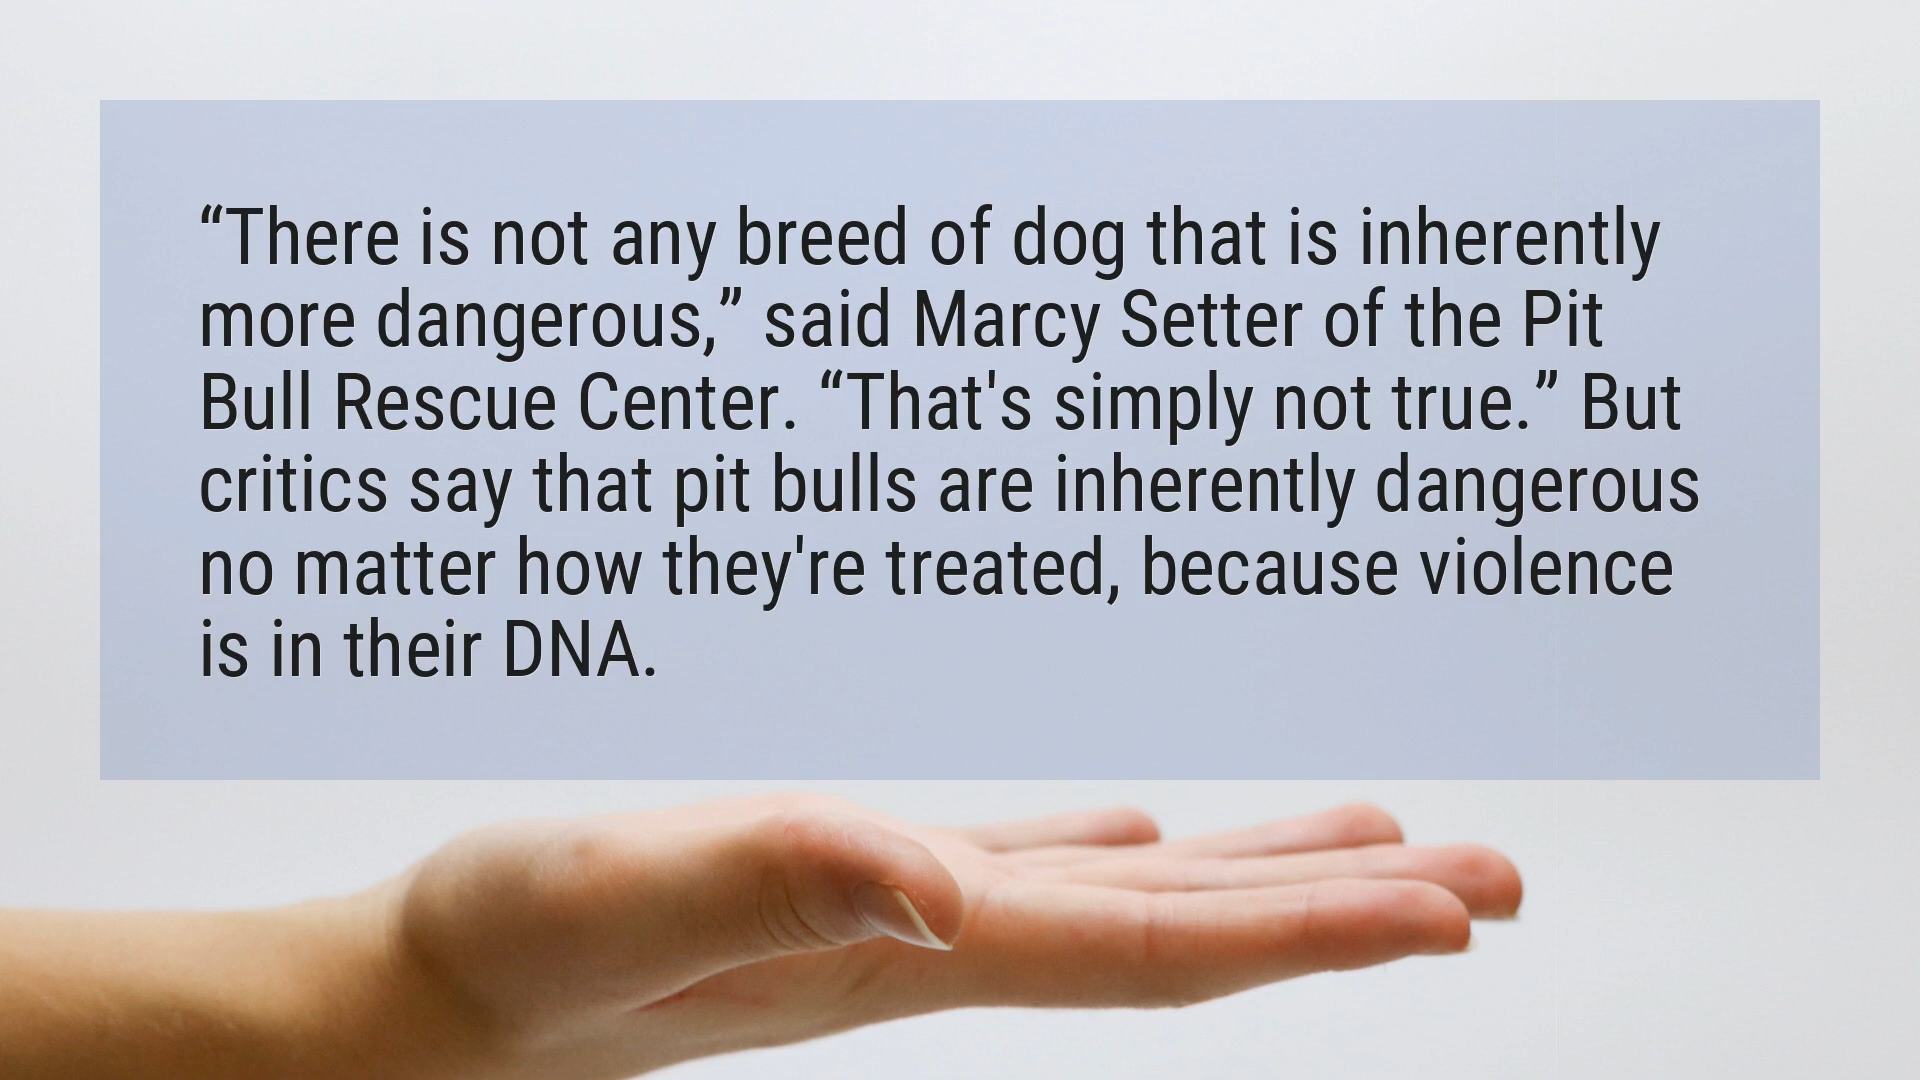 “There is not any breed of dog that is inherently
more dangerous,” said Marcy Setter of the Pit
Bull Rescue Center. “That's simply not true.” But
critics say that pit bulls are inherently dangerous
no matter how they're treated, because violence
is in their DNA.